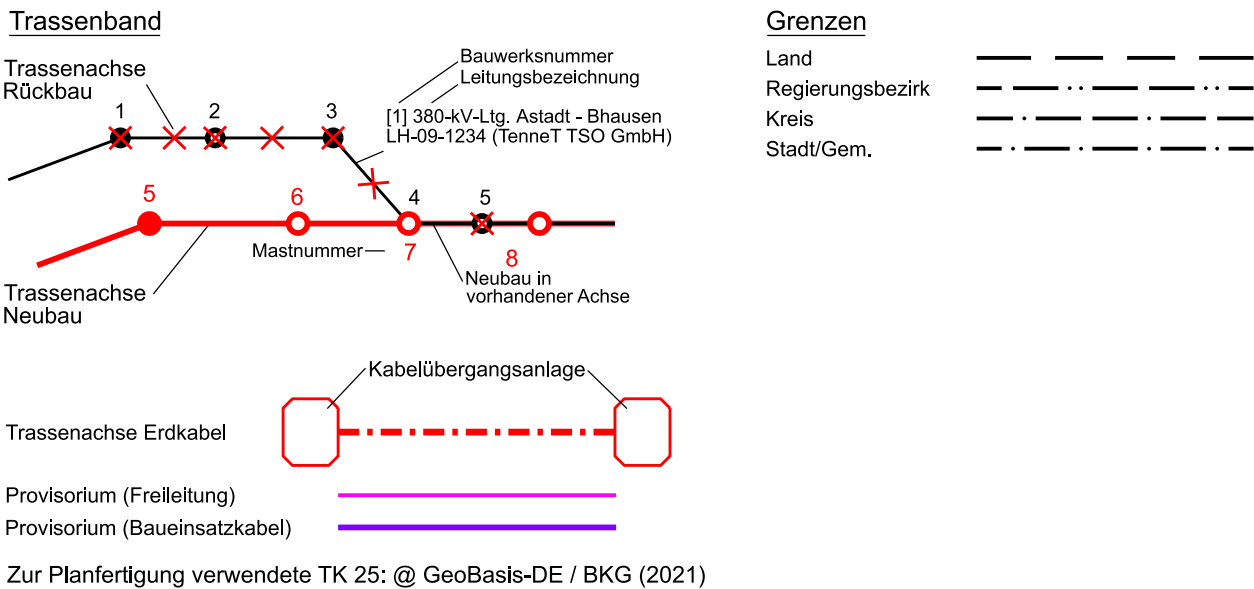 Trassenband
Trassenachse
Rückbau
1
2
3
Bauwerksnummer
Leitungsbezeichnung
[1] 380-kV-Ltg. Astadt - Bhausen
LH-09-1234 (TenneT TSO GmbH)
5
6
4
5
Mastnummer
7
8
Neubau in
vorhandener Achse
Trassenachse
Neubau
Kabelübergangsanlage
Trassenachse Erdkabel
Provisorium (Freileitung)
Provisorium (Baueinsatzkabel)
Zur Planfertigung verwendete TK 25: @ GeoBasis-DE / BKG (2021)
Grenzen
Land
Regierungsbezirk
Kreis
Stadt/Gem.